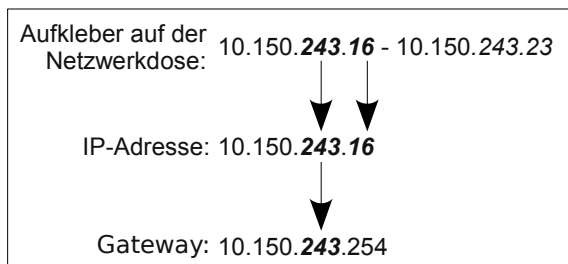 Aufkleber auf der
Netzwerkdose: 10.150.243.16 - 10.150.243.23
IP-Adresse: 10.150.243.16
Gateway: 10.150.243.254